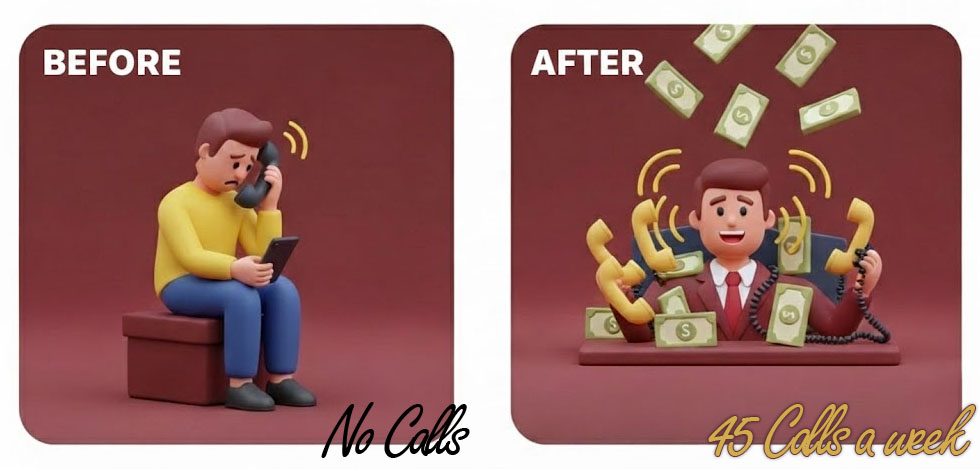 BEFORE
AFTER
No Calls
45 Calls a week